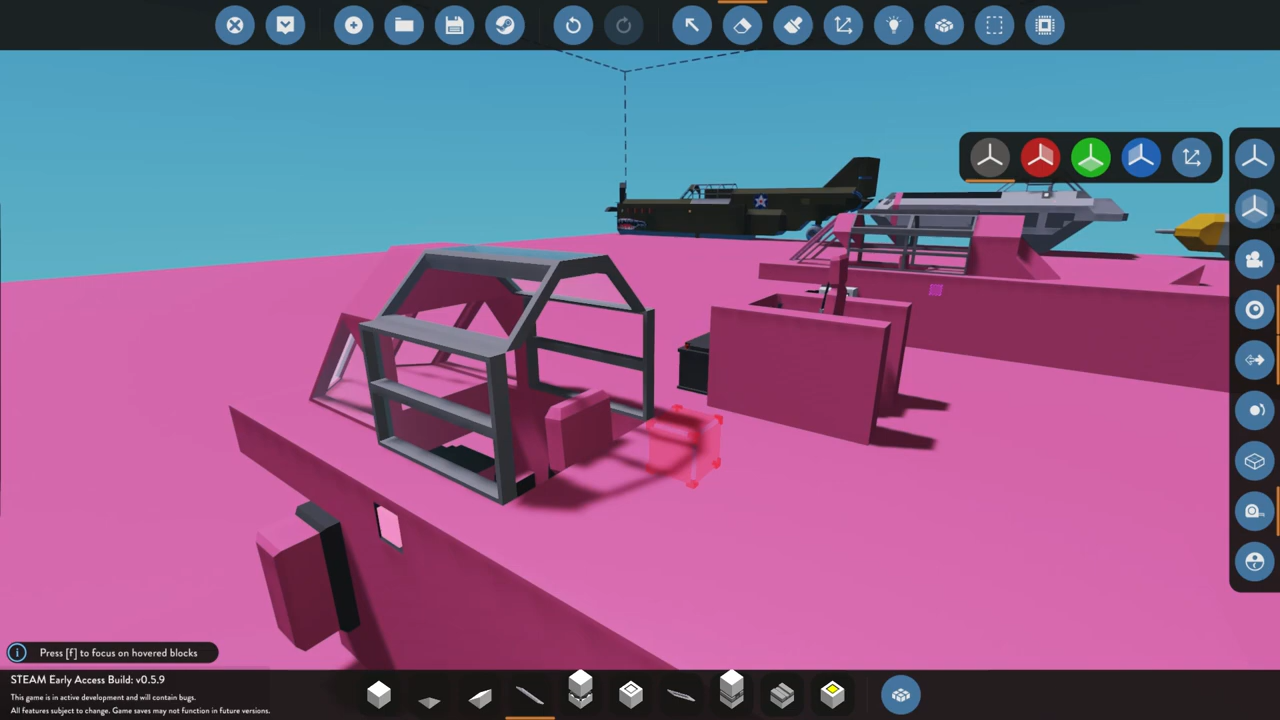 Press [f] to focus on hovered blocks
STEAM Early Access Build: v0.5.9
This game is in active development and will contain bugs.
All features subject to change. Game saves may not function in future versions.